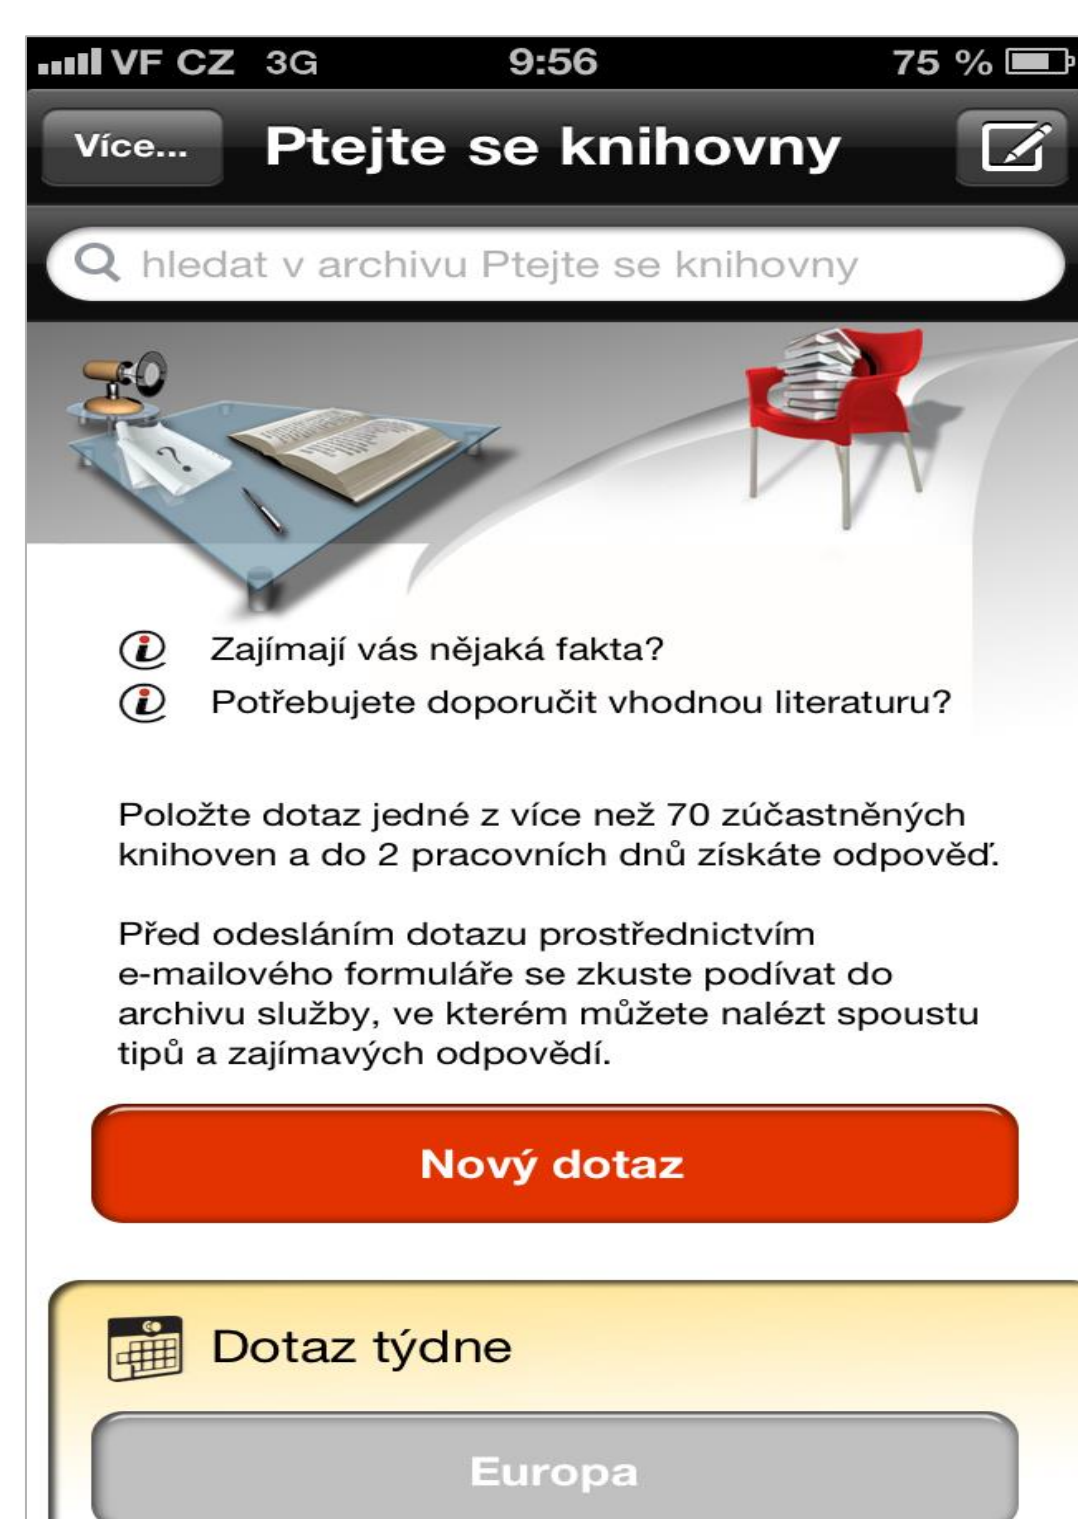 VF CZ 3G 9:56 75 %
Více... Ptejte se knihovny
hledat v archivu Ptejte se knihovny
?
Zajímají vás nějaká fakta?
Potřebujete doporučit vhodnou literaturu?
Položte dotaz jedné z více než 70 zúčastněných
knihoven a do 2 pracovních dnů získáte odpověď.
Před odesláním dotazu prostřednictvím
e-mailového formuláře se zkuste podívat do
archivu služby, ve kterém můžete nalézt spoustu
tipů a zajímavých odpovědí.
Nový dotaz
Dotaz týdne
Europa